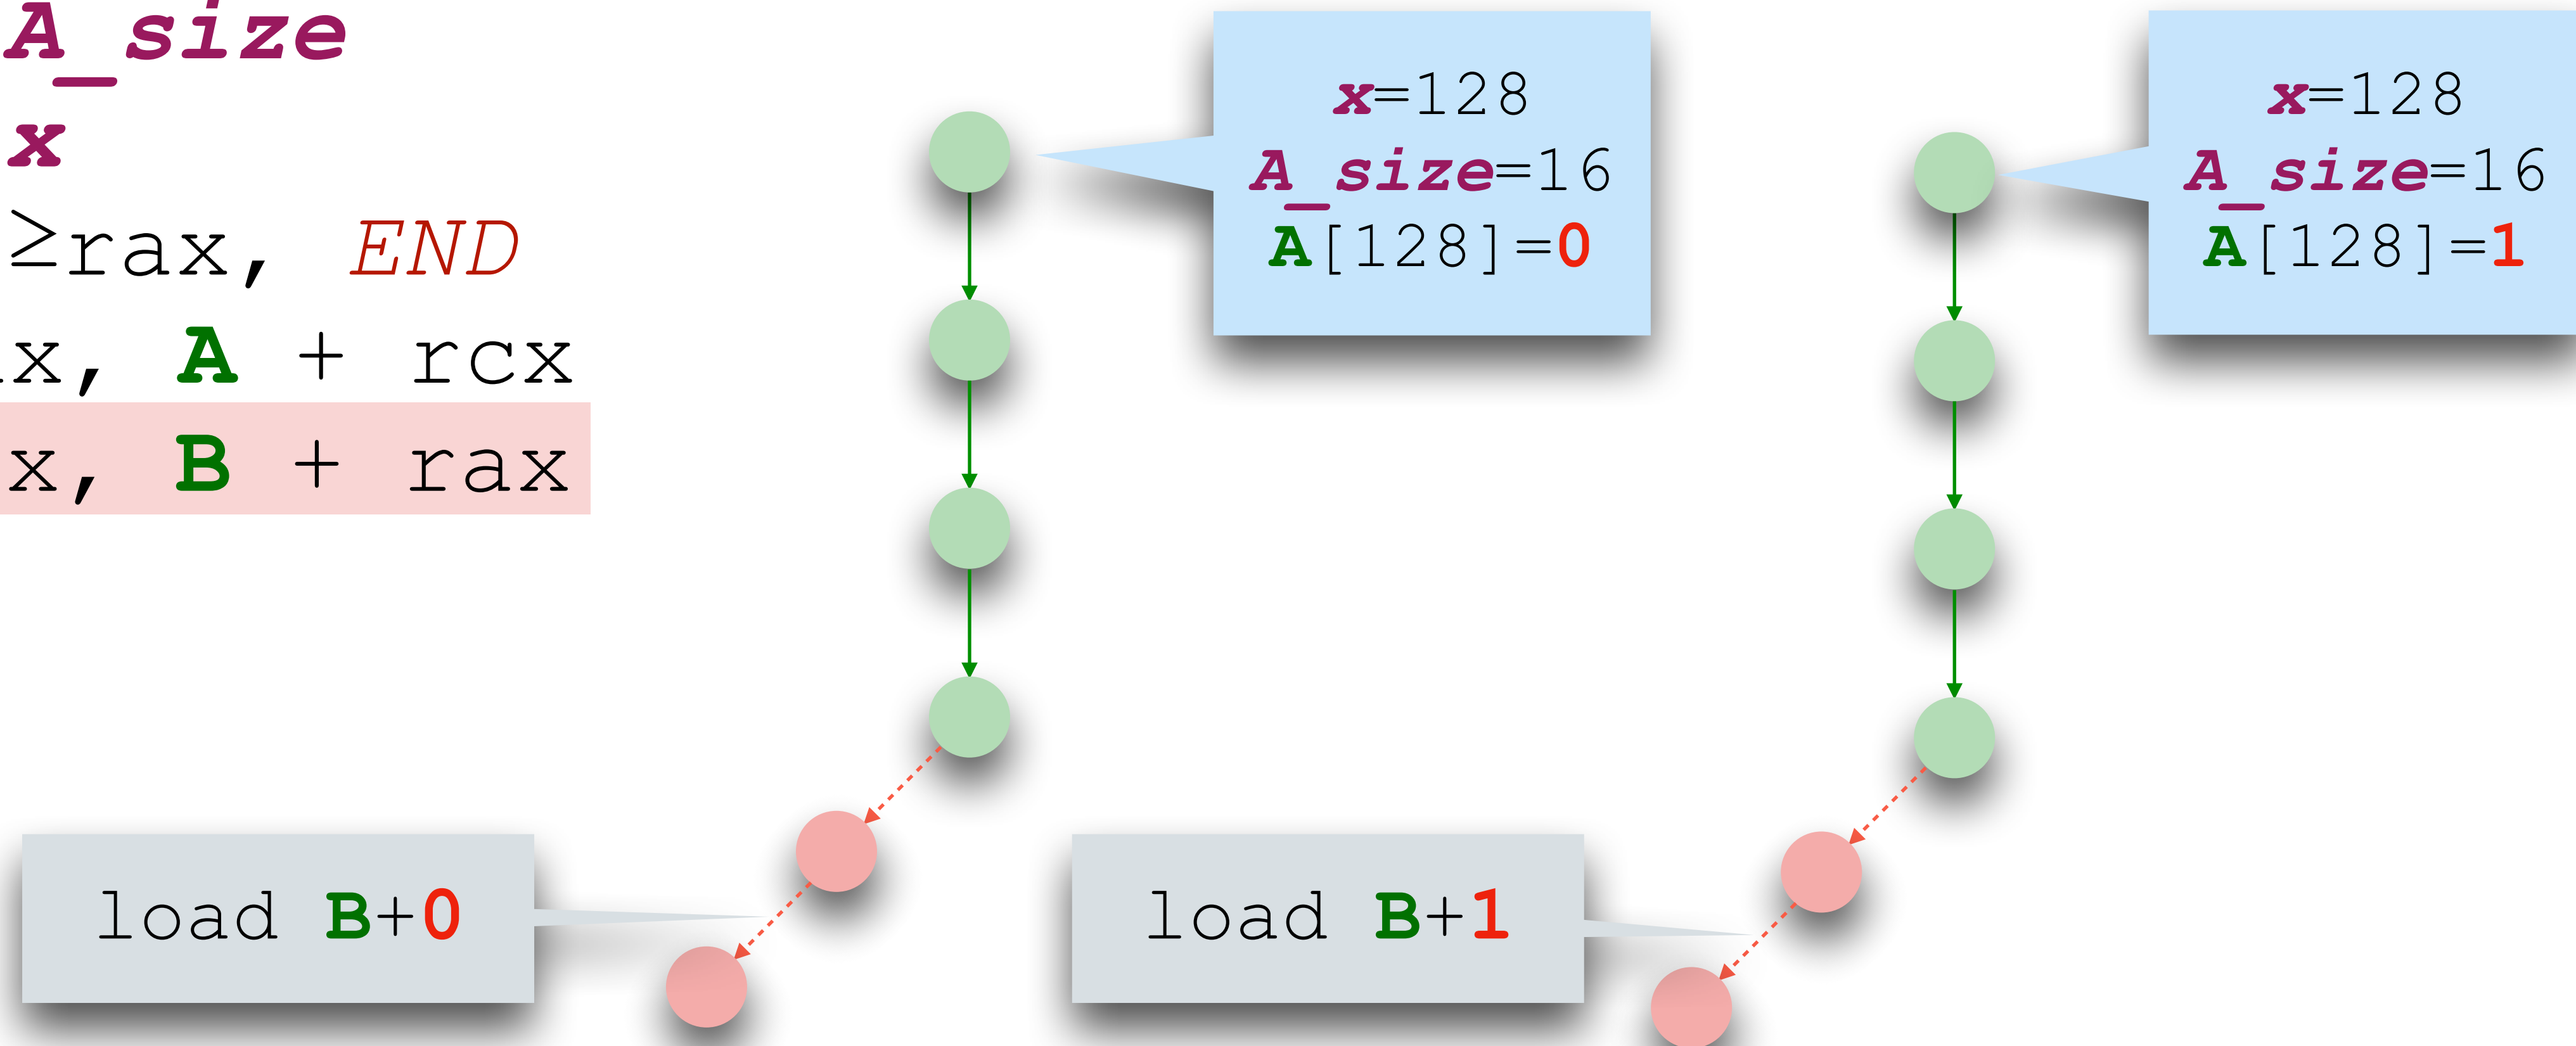 A_size
x
≥rax, END
x, A + rcx
x, B + rax
x=128
A_size=16
A[128]=0
x=128
A_size=16
A[128]=1
load B+0
load B+1